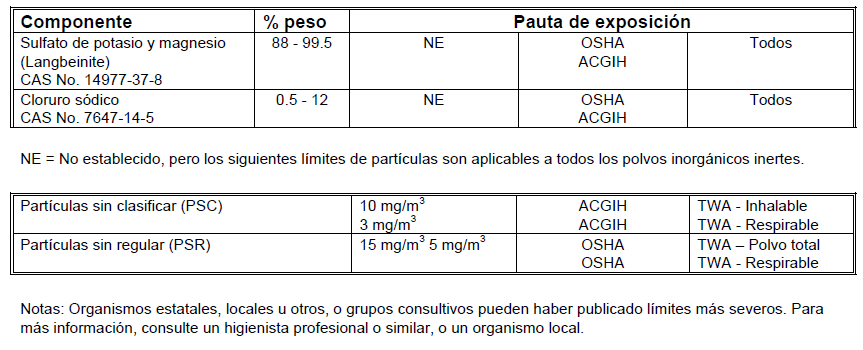 Componente % peso Pauta de exposición
Sulfato de potasio y magnesio 88 - 99.5 NE OSHA Todos
(Langbeinite) ACGIH
CAS No. 14977-37-8
Cloruro sódico 0.5 - 12 NE OSHA Todos
CAS No. 7647-14-5 ACGIH
NE = No establecido, pero los siguientes límites de partículas son aplicables a todos los polvos inorgánicos inertes.
Partículas sin clasificar (PSC) 10 mg/m³ ACGIH TWA - Inhalable
3 mg/m³ ACGIH TWA - Respirable
Partículas sin regular (PSR) 15 mg/m³ 5 mg/m³ OSHA TWA – Polvo total
OSHA TWA - Respirable
Notas: Organismos estatales, locales u otros, o grupos consultivos pueden haber publicado límites más severos. Para
más información, consulte un higienista profesional o similar, o un organismo local.